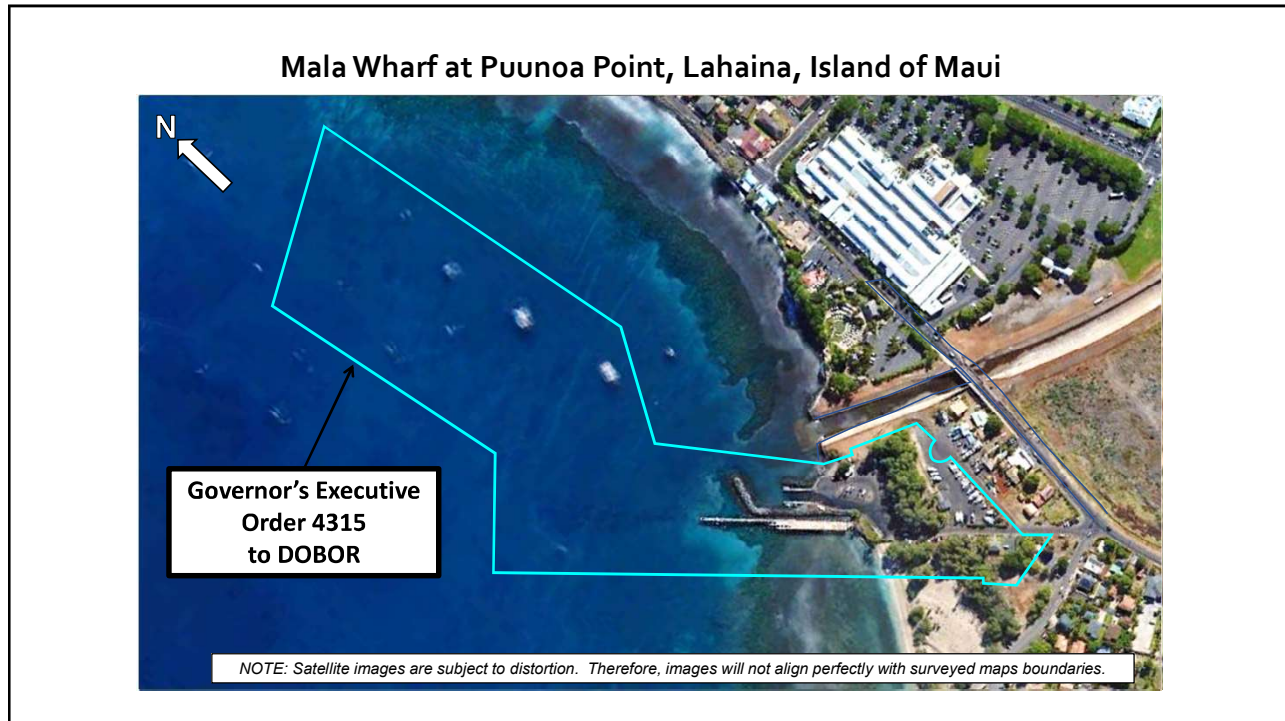 Mala Wharf at Puunoa Point, Lahaina, Island of Maui
N
Governor's Executive
Order 4315
to DOBOR
NOTE: Satellite images are subject to distortion. Therefore, images will not align perfectly with surveyed maps boundaries.